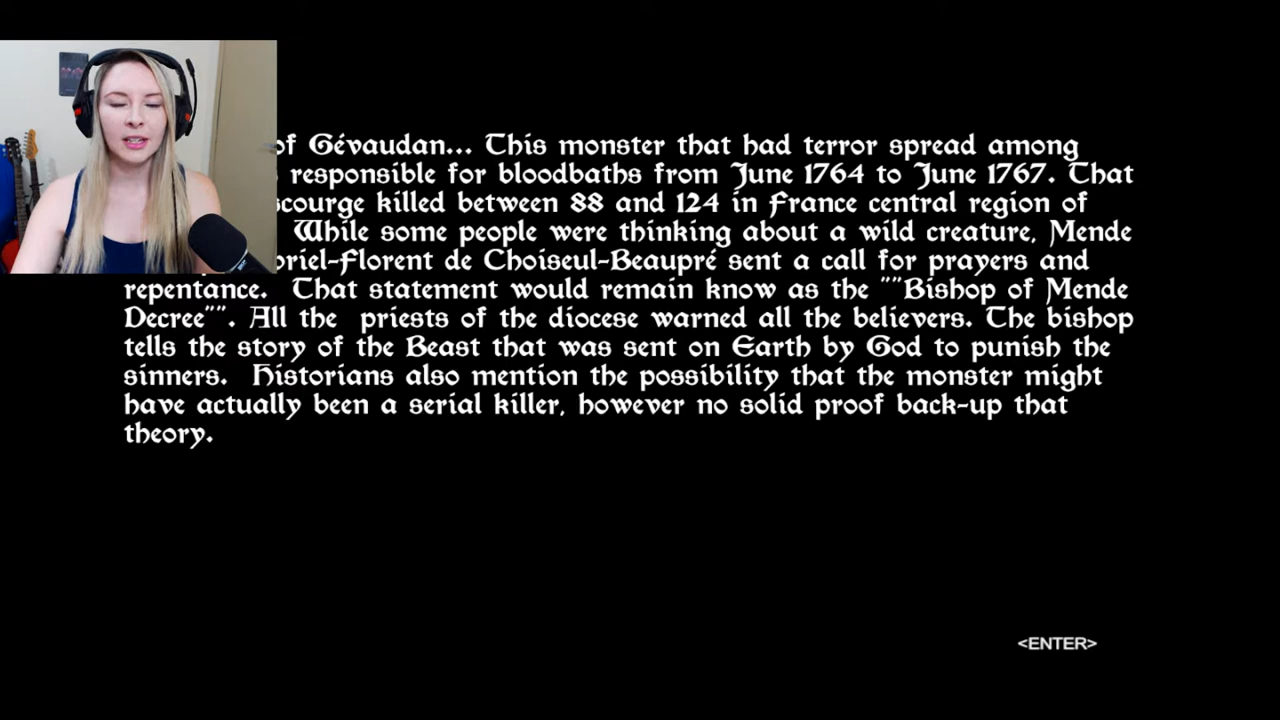 of Gévaudan... This monster that had terror spread among
responsible for bloodbaths from June 1764 to June 1767. That
scourge killed between 88 and 124 in France central region of
While some people were thinking about a wild creature, Mende
de Choiseul-Beaupré sent a call for prayers and
repentance. That statement would remain know as the ""Bishop of Mende
Decree"". All the priests of the diocese warned all the believers. The bishop
tells the story of the Beast that was sent on Earth by God to punish the
sinners. Historians also mention the possibility that the monster might
have actually been a serial killer, however no solid proof back-up that
theory.
<ENTER>